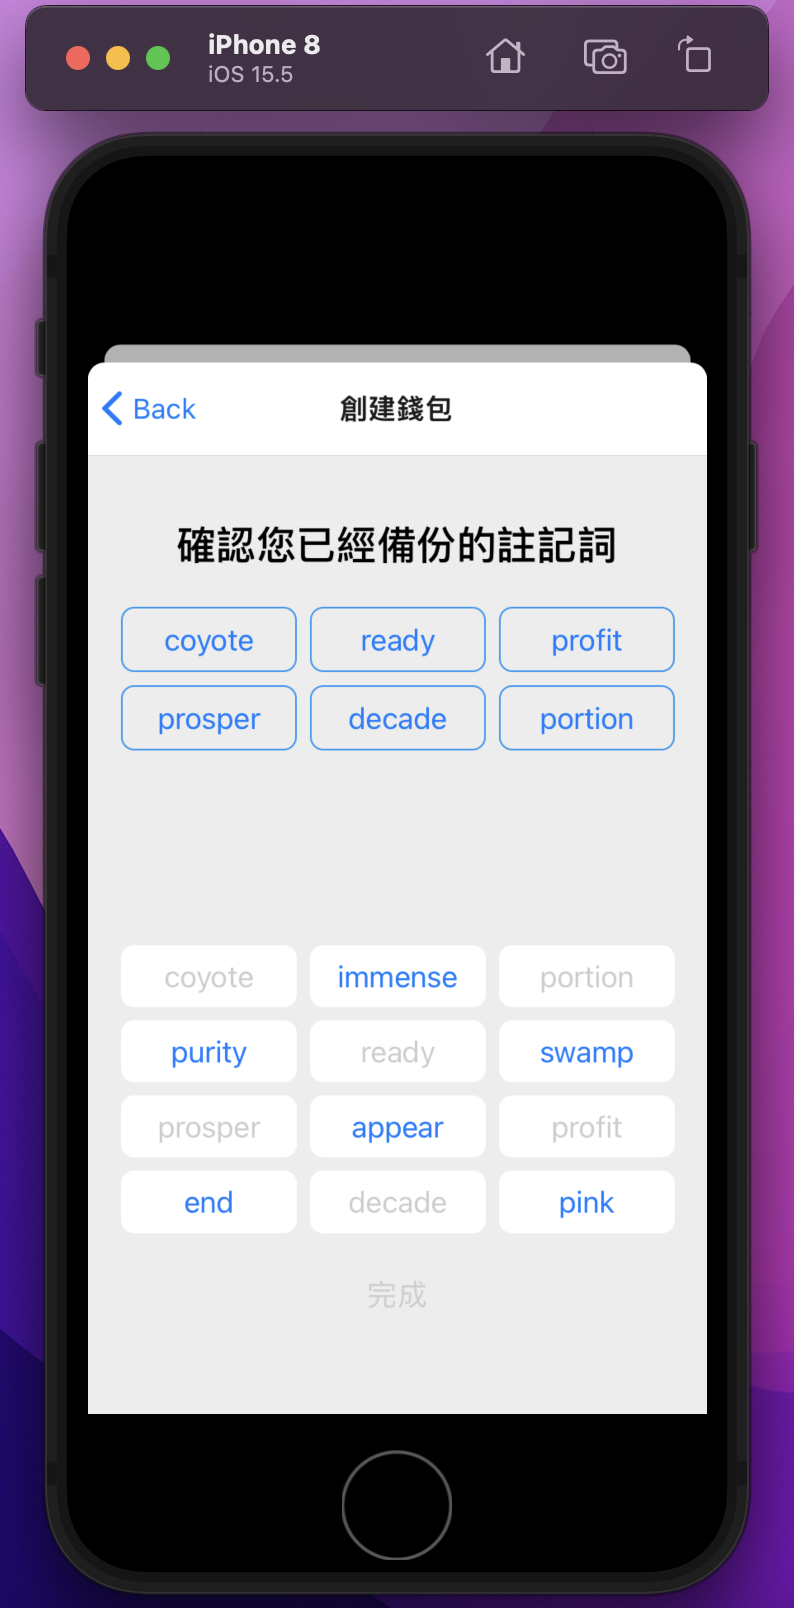 iPhone 8
iOS 15.5
Back 創建錢包
確認您已經備份的註記詞
coyote ready profit
prosper decade portion
coyote immense portion
purity ready swamp
prosper appear profit
end decade pink
完成